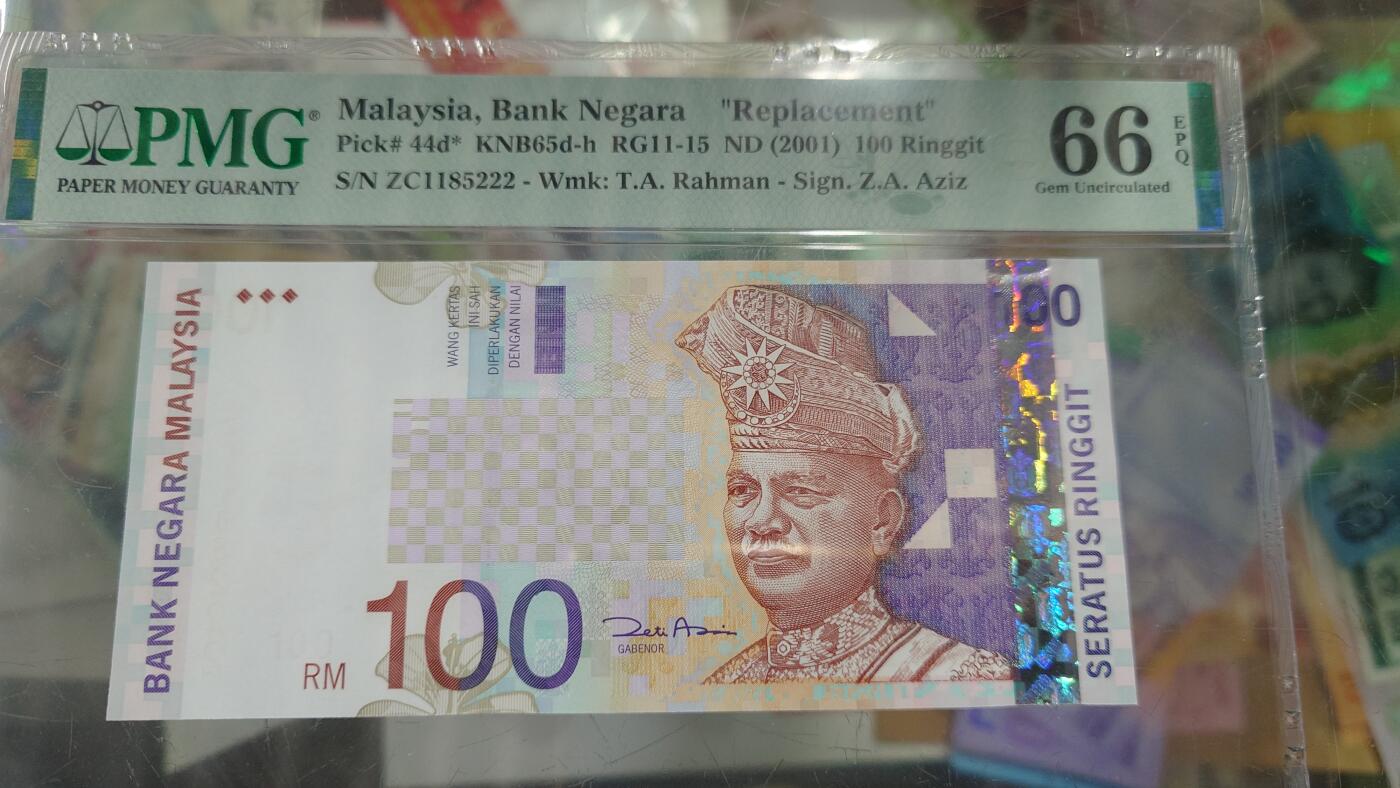 PMG®
PAPER MONEY GUARANTY
Malaysia, Bank Negara "Replacement"
Pick# 44d* KNB65d-h RG11-15 ND (2001) 100 Ringgit
S/N ZC1185222 - Wmk: T.A. Rahman - Sign. Z.A. Aziz
66
EPQ
Gem Uncirculated
BANK NEGARA MALAYSIA
WANG KERTAS
INI SAH
DIPERLAKUKAN
DENGAN NILAI
100
RM 100
Zeti Aziz
GABENOR
SERATUS RINGGIT